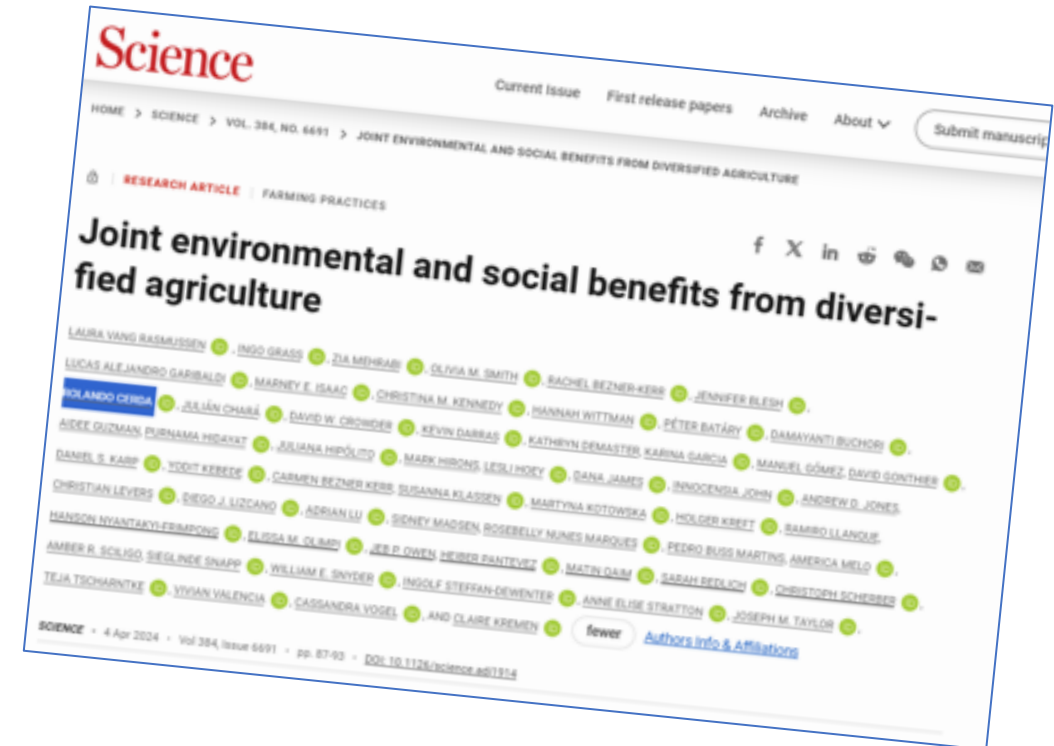 Science
Current Issue First release papers Archive About Submit manuscrip
HOME > SCIENCE > VOL. 384, NO. 6691 > JOINT ENVIRONMENTAL AND SOCIAL BENEFITS FROM DIVERSIFIED AGRICULTURE
RESEARCH ARTICLE | FARMING PRACTICES
Joint environmental and social benefits from diversi-
fied agriculture
LAURA VANG RASMUSSEN, INGO GRASS, ZIA MEHRABI, OLIVIA M. SMITH, RACHEL BEZNER-KERR, JENNIFER BLESH,
LUCAS ALEJANDRO GARIBALDI, MARNEY E. ISAAC, CHRISTINA M. KENNEDY, HANNAH WITTMAN, PÉTER BATÁRY, DAMAYANTI BUCHORI,
ROLANDO CERDA, JULIÁN CHARÁ, DAVID W. CROWDER, KEVIN DARRAS, KATHRYN DEMASTER, KARINA GARCIA, MANUEL GÓMEZ, DAVID GONTHIER,
AIDEE GUZMAN, PURNAMA HIDAYAT, JULIANA HIPÓLITO, MARK HIRONS, LESLI HOEY, DANA JAMES, INNOCENSIA JOHN, ANDREW D. JONES,
DANIEL S. KARP, YODIT KEBEDE, CARMEN BEZNER KERR, SUSANNA KLASSEN, MARTYNA KOTOWSKA, HOLGER KREFT, RAMIRO LLANQUE,
CHRISTIAN LEVERS, DIEGO J. LIZCANO, ADRIAN LU, SIDNEY MADSEN, ROSEBELLY NUNES MARQUES, PEDRO BUSS MARTINS, AMERICA MELO,
HANSON NYANTAKYI-FRIMPONG, ELISSA M. OLIMPI, JEB P. OWEN, HEIBER PANTEVEZ, MATIN QAIM, SARAH REDLICH, CHRISTOPH SCHERBER,
AMBER R. SCILIGO, SIEGLINDE SNAPP, WILLIAM E. SNYDER, INGOLF STEFFAN-DEWENTER, ANNE ELISE STRATTON, JOSEPH M. TAYLOR,
TEJA TSCHARNTKE, VIVIAN VALENCIA, CASSANDRA VOGEL, AND CLAIRE KREMEN fewer Authors Info & Affiliations
SCIENCE • 4 Apr 2024 • Vol 384, Issue 6691 • pp. 87-93 • DOI: 10.1126/science.adj1914